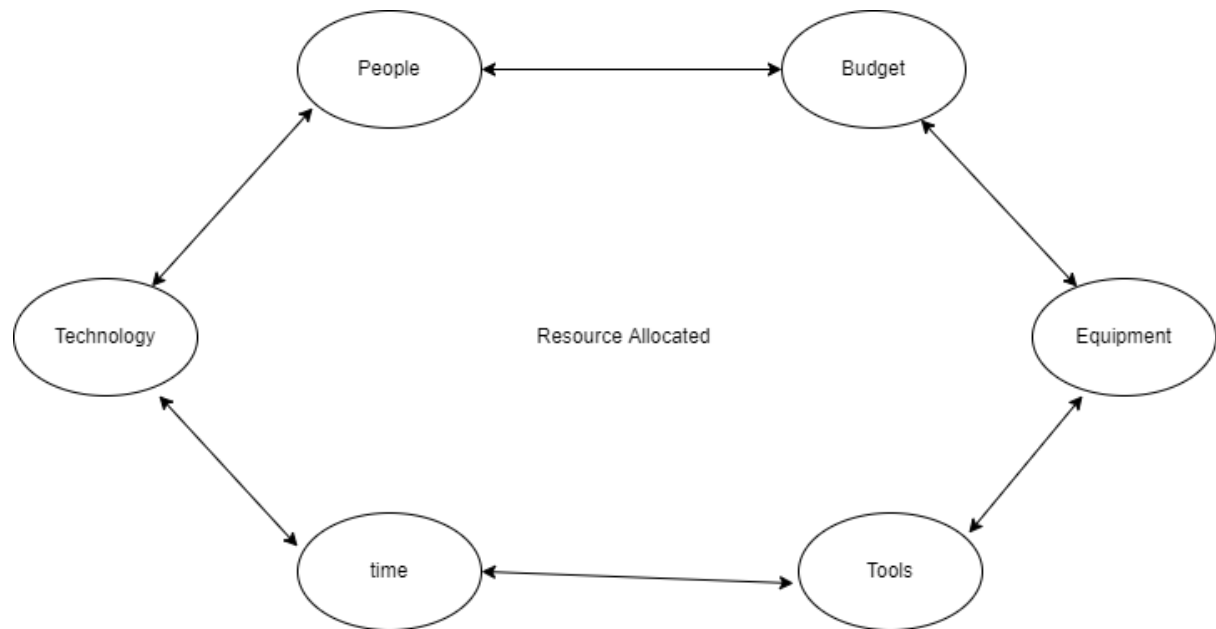 People
Budget
Technology
Resource Allocated
Equipment
time
Tools